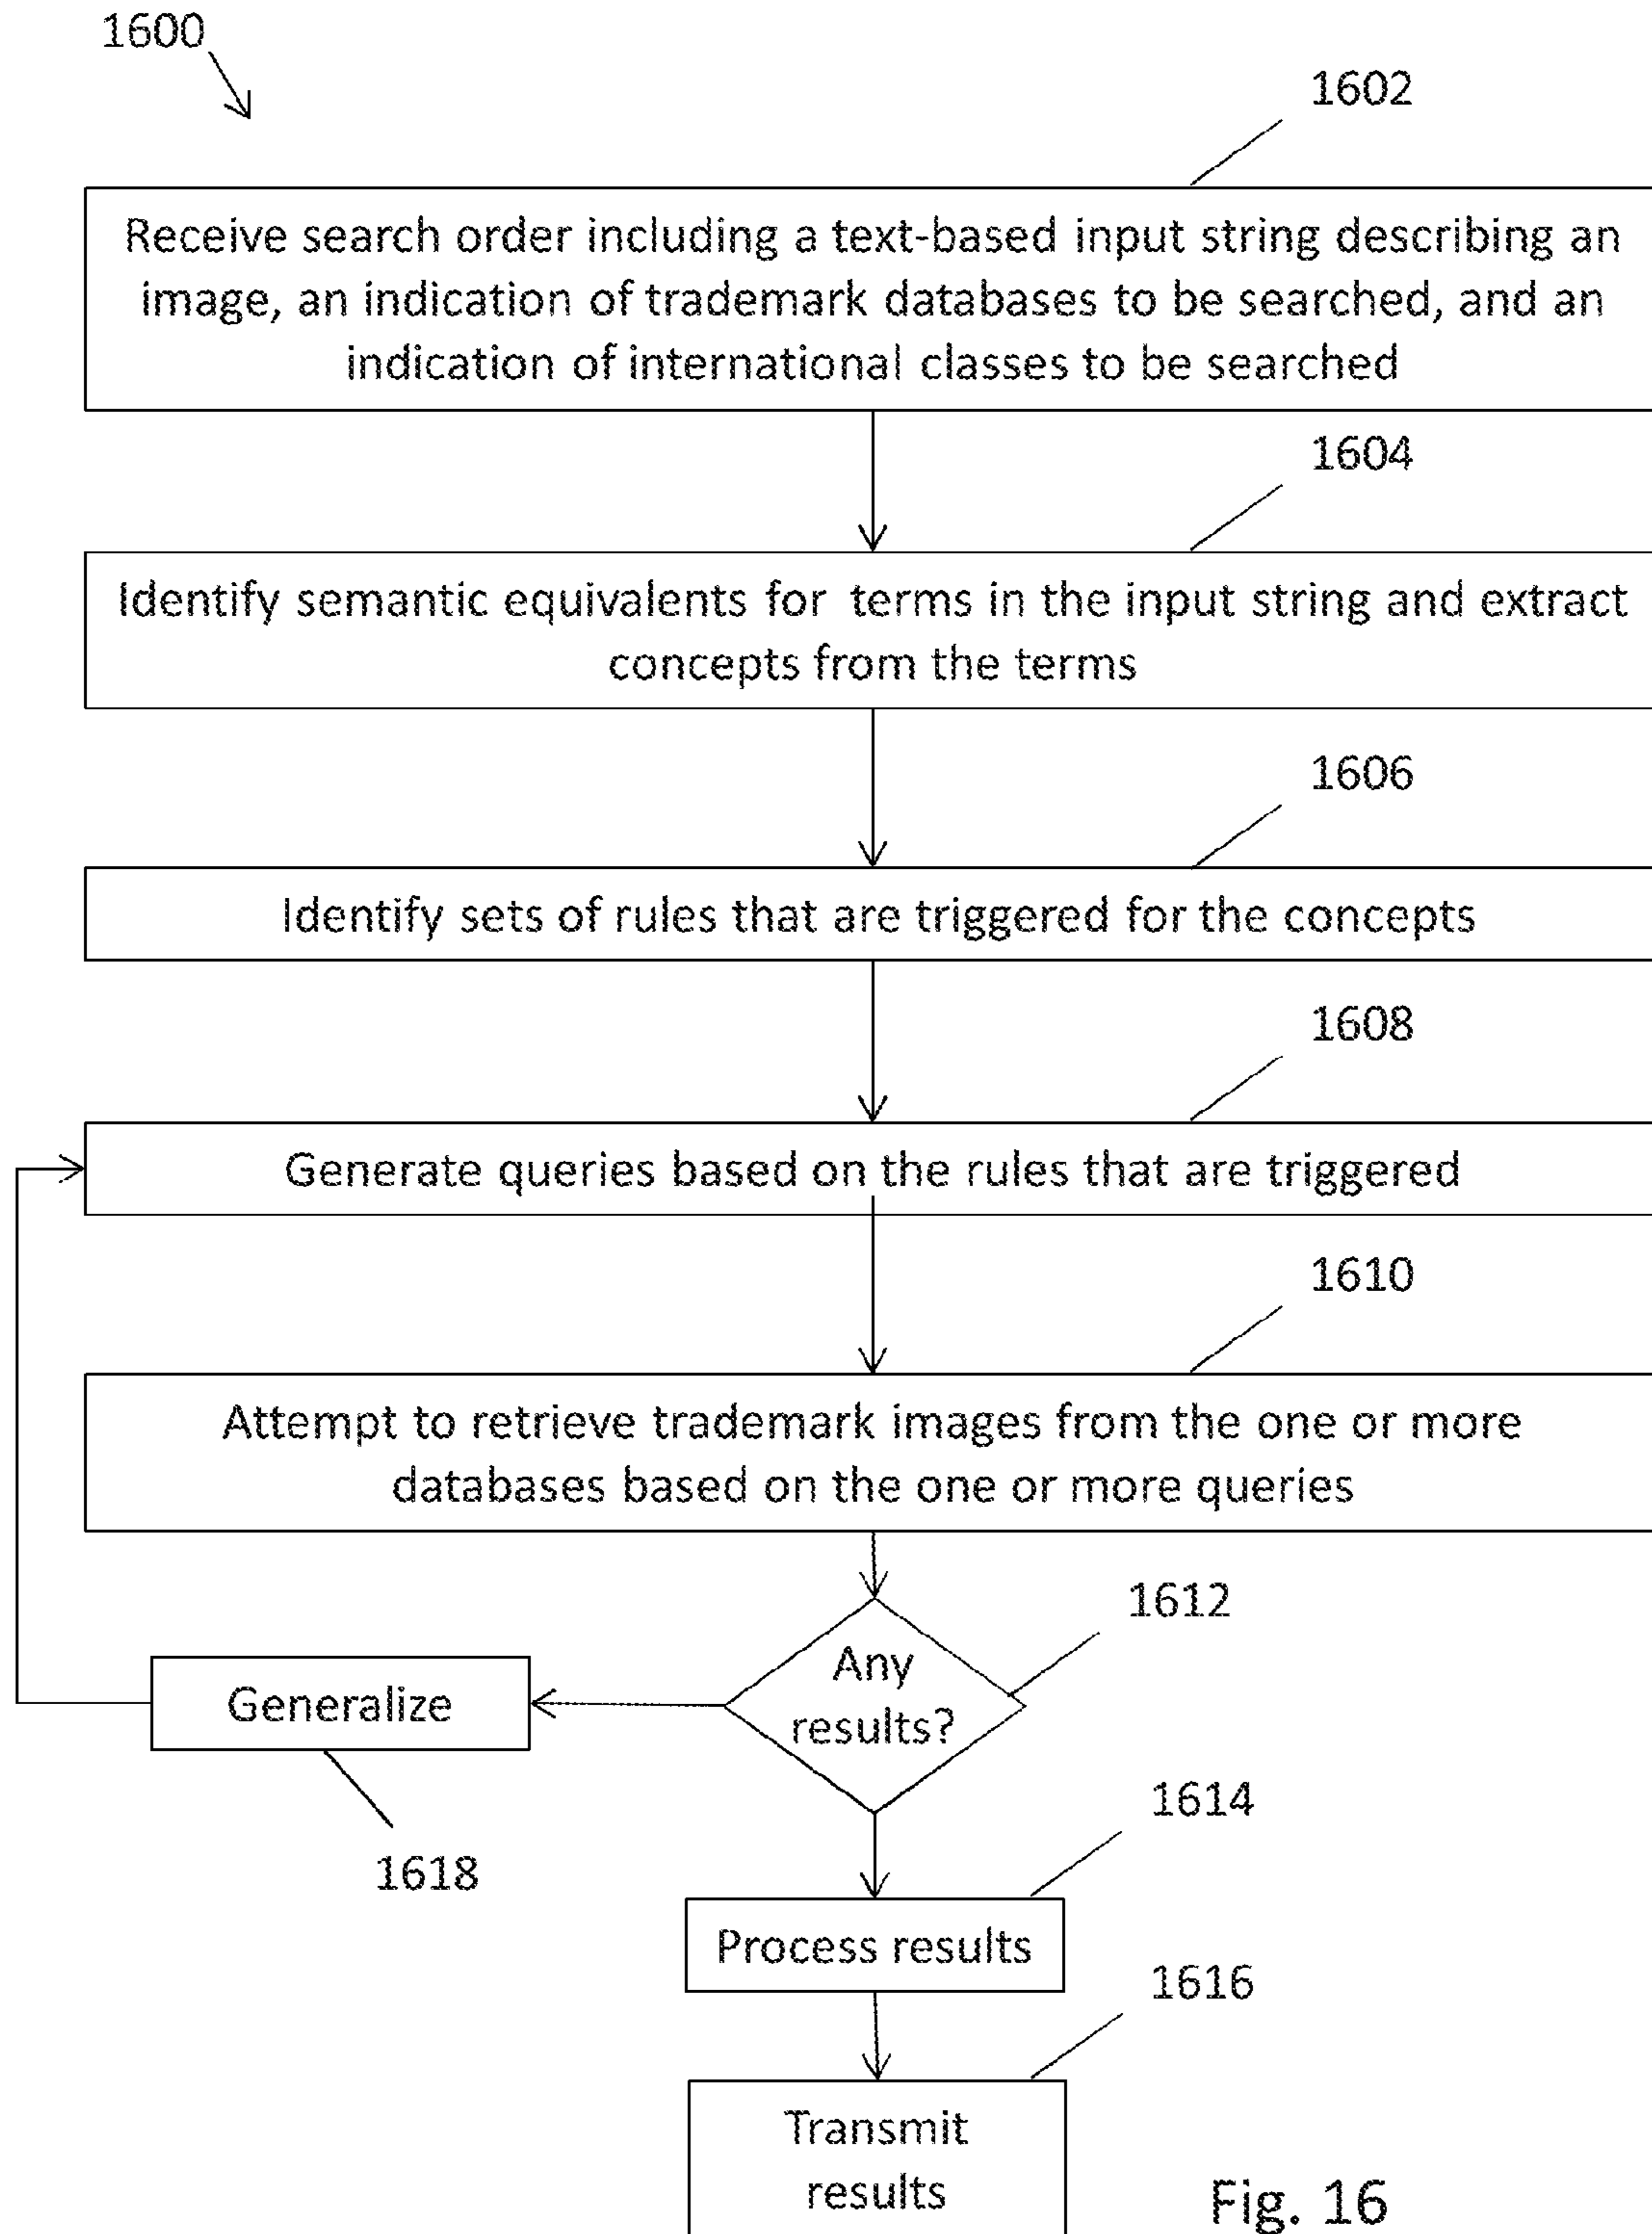 1600
1602
Receive search order including a text-based input string describing an
image, an indication of trademark databases to be searched, and an
indication of international classes to be searched
1604
Identify semantic equivalents for terms in the input string and extract
concepts from the terms
1606
Identify sets of rules that are triggered for the concepts
1608
Generate queries based on the rules that are triggered
1610
Attempt to retrieve trademark images from the one or more
databases based on the one or more queries
1612
Any
results?
Generalize
1618
1614
Process results
1616
Transmit
results
Fig. 16